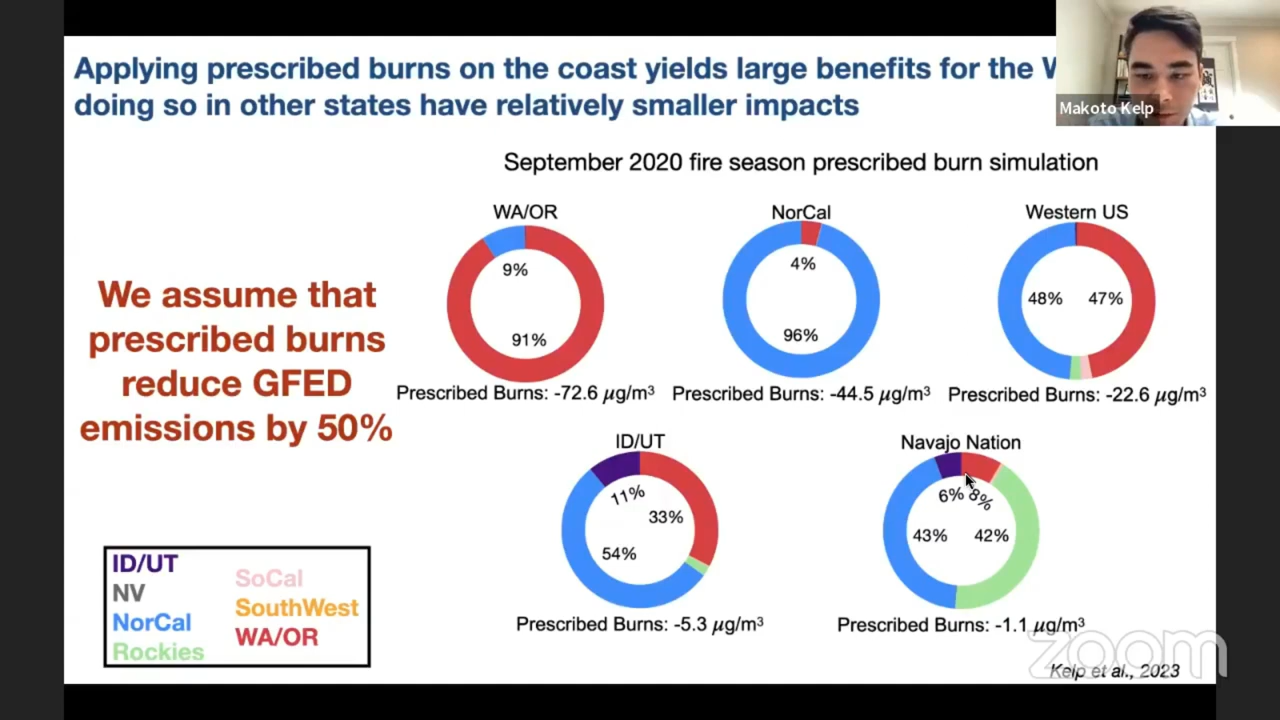 Applying prescribed burns on the coast yields large benefits for the
doing so in other states have relatively smaller impacts
Makoto Kelp
September 2020 fire season prescribed burn simulation
WA/OR
NorCal
Western US
9%
91%
4%
96%
48%
47%
Prescribed Burns: -72.6 µg/m³
Prescribed Burns: -44.5 µg/m³
Prescribed Burns: -22.6 µg/m³
We assume that
prescribed burns
reduce GFED
emissions by 50%
ID/UT
Navajo Nation
11%
33%
54%
6%
8%
43%
42%
Prescribed Burns: -5.3 µg/m³
Prescribed Burns: -1.1 µg/m³
ID/UT
NV
NorCal
Rockies
SoCal
SouthWest
WA/OR
zoom
Kelp et al., 2023